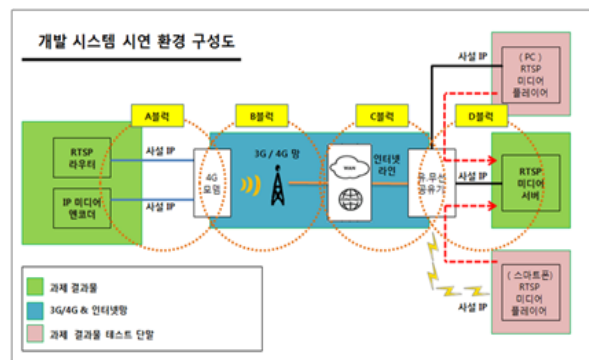 개발 시스템 시연 환경 구성도
사설 IP
( PC )
RTSP
미디어
플레이어
A블럭
B블럭
C블럭
D블럭
RTSP
라우터
사설 IP
IP 미디어
엔코더
사설 IP
4G
모뎀
3G / 4G 망
WAN
인터넷
라인
유.무선
공유기
사설 IP
RTSP
미디어
서버
( 스마트폰)
RTSP
미디어
플레이어
사설 IP
과제 결과물
3G/4G & 인터넷망
과제 결과물 테스트 단말